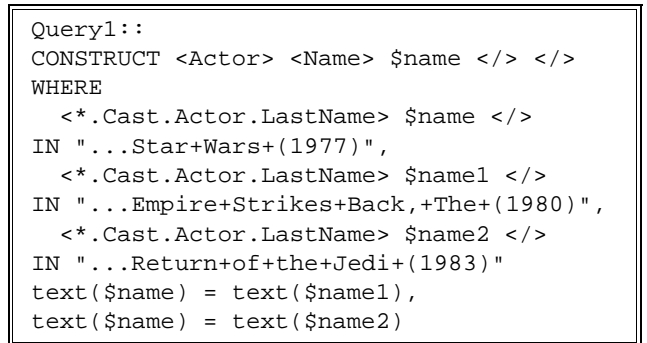 Query1::
CONSTRUCT <Actor> <Name> $name </> </>
WHERE
<*.Cast.Actor.LastName> $name </>
IN "...Star+Wars+(1977)",
<*.Cast.Actor.LastName> $name1 </>
IN "...Empire+Strikes+Back,+The+(1980)",
<*.Cast.Actor.LastName> $name2 </>
IN "...Return+of+the+Jedi+(1983)"
text($name) = text($name1),
text($name) = text($name2)